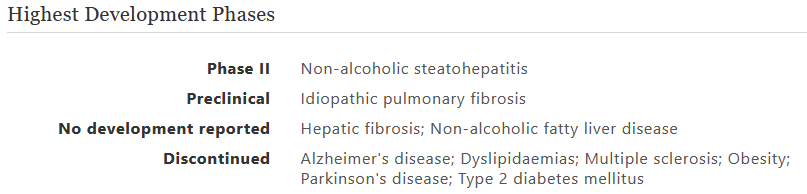 Highest Development Phases
Phase II Non-alcoholic steatohepatitis
Preclinical Idiopathic pulmonary fibrosis
No development reported Hepatic fibrosis; Non-alcoholic fatty liver disease
Discontinued Alzheimer's disease; Dyslipidaemias; Multiple sclerosis; Obesity;
Parkinson's disease; Type 2 diabetes mellitus